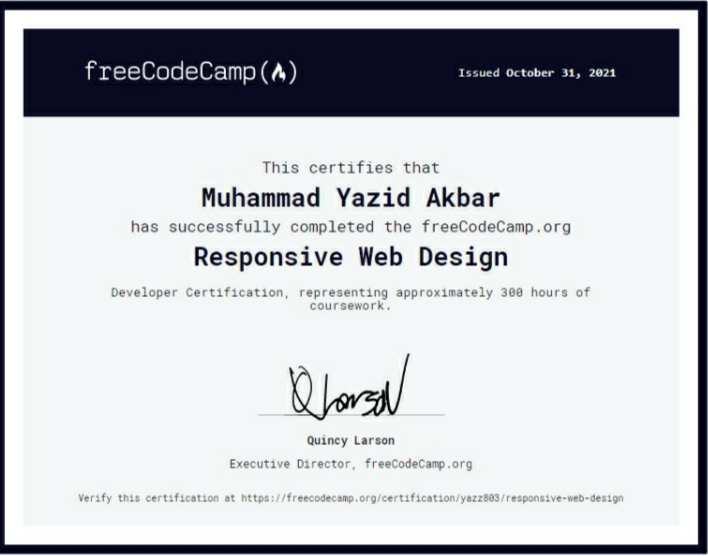 freeCodeCamp(🔥)
Issued October 31, 2021
This certifies that
Muhammad Yazid Akbar
has successfully completed the freeCodeCamp.org
Responsive Web Design
Developer Certification, representing approximately 300 hours of
coursework.
Q Larson
Quincy Larson
Executive Director, freeCodeCamp.org
Verify this certification at https://freecodecamp.org/certification/yazz803/responsive-web-design